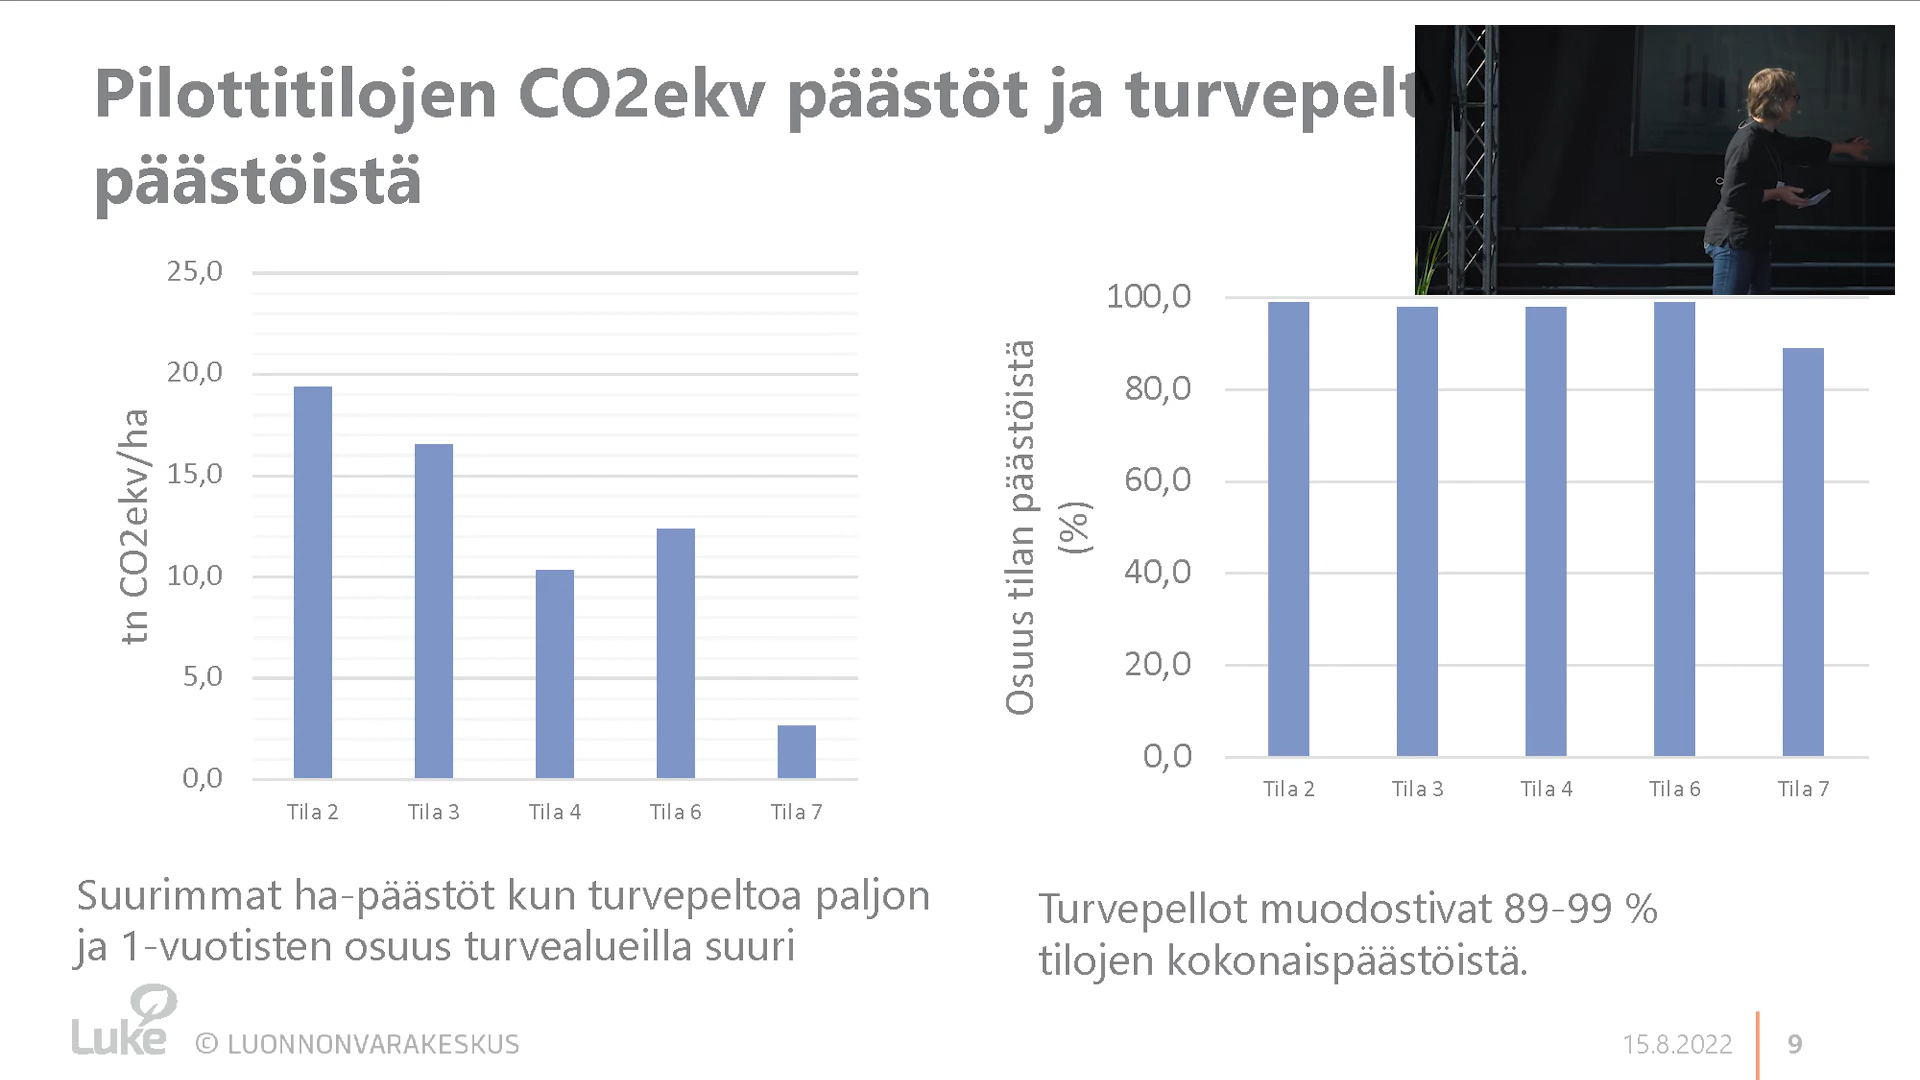 Pilottitilojen CO2ekv päästöt ja turvepelt
päästöistä
25,0
20,0
15,0
10,0
5,0
0,0
tn CO2ekv/ha
Tila 2 Tila 3 Tila 4 Tila 6 Tila 7
100,0
80,0
60,0
40,0
20,0
0,0
Osuus tilan päästöistä
(%)
Tila 2 Tila 3 Tila 4 Tila 6 Tila 7
Suurimmat ha-päästöt kun turvepeltoa paljon
ja 1-vuotisten osuus turvealueilla suuri
Turvepellot muodostivat 89-99 %
tilojen kokonaispäästöistä.
Luke
© LUONNONVARAKESKUS
15.8.2022
9